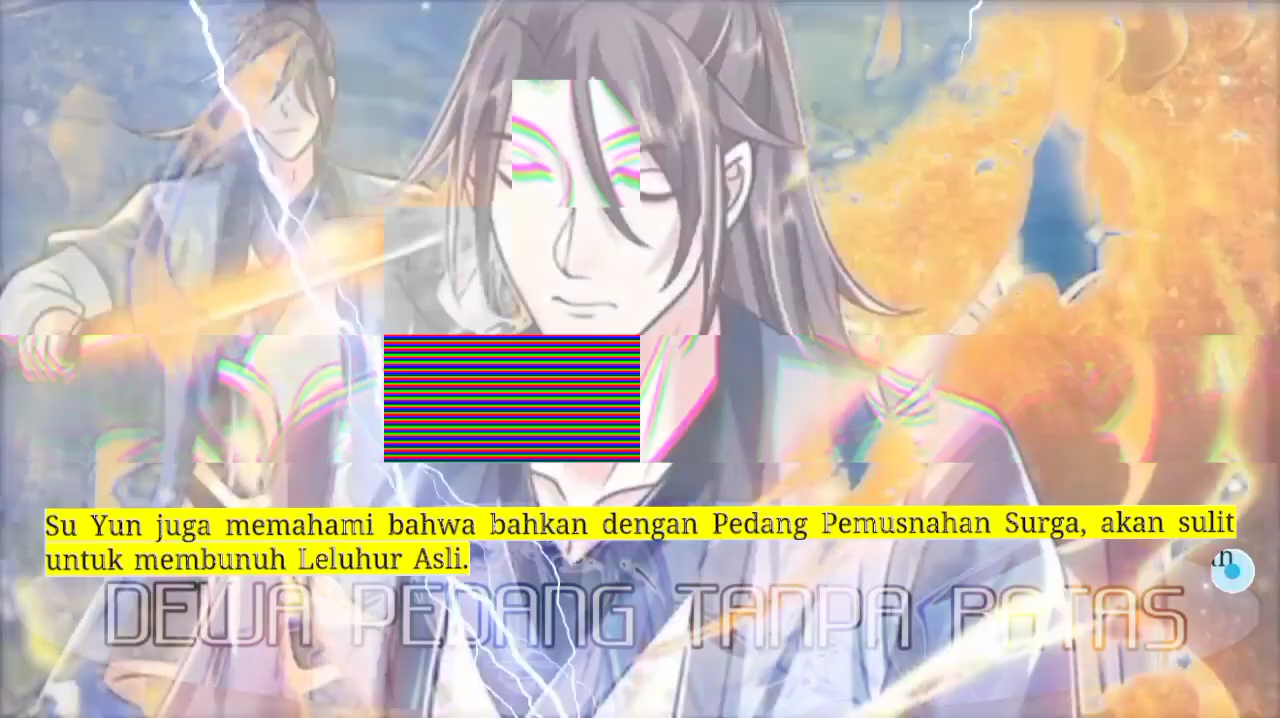 Su Yun juga memahami bahwa bahkan dengan Pedang Pemusnahan Surga, akan sulit
untuk membunuh Leluhur Asli.
DEWA PEDANG TANPA BATAS